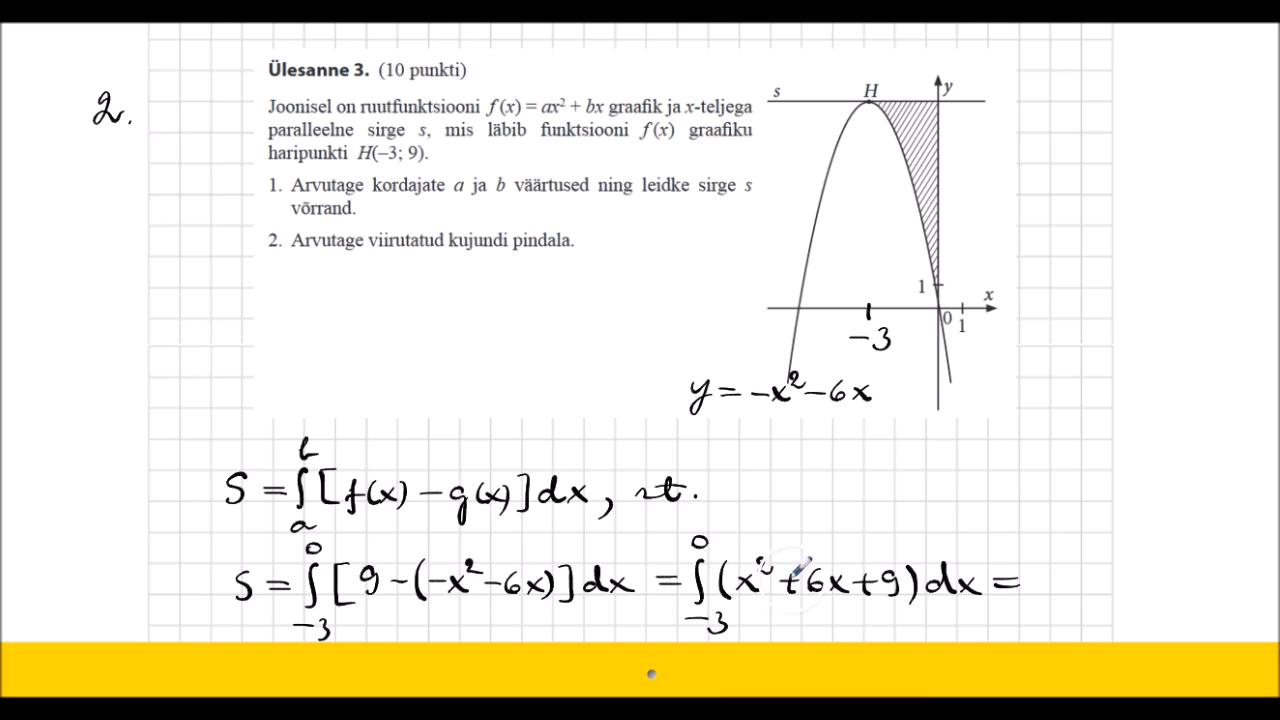 2.
Ülesanne 3. (10 punkti)
Joonisel on ruutfunktsiooni f(x) = ax² + bx graafik ja x-teljega
paralleelne sirge s, mis läbib funktsiooni f(x) graafiku
haripunkti H(–3; 9).
1. Arvutage kordajate a ja b väärtused ning leidke sirge s
võrrand.
2. Arvutage viirutatud kujundi pindala.
s H y
1 x
0 1
-3
y = -x² - 6x
S = ∫ₐᵇ [f(x) - g(x)] dx, s.t.
S = ∫₋₃⁰ [9 - (-x² - 6x)] dx = ∫₋₃⁰ (x² + 6x + 9) dx =